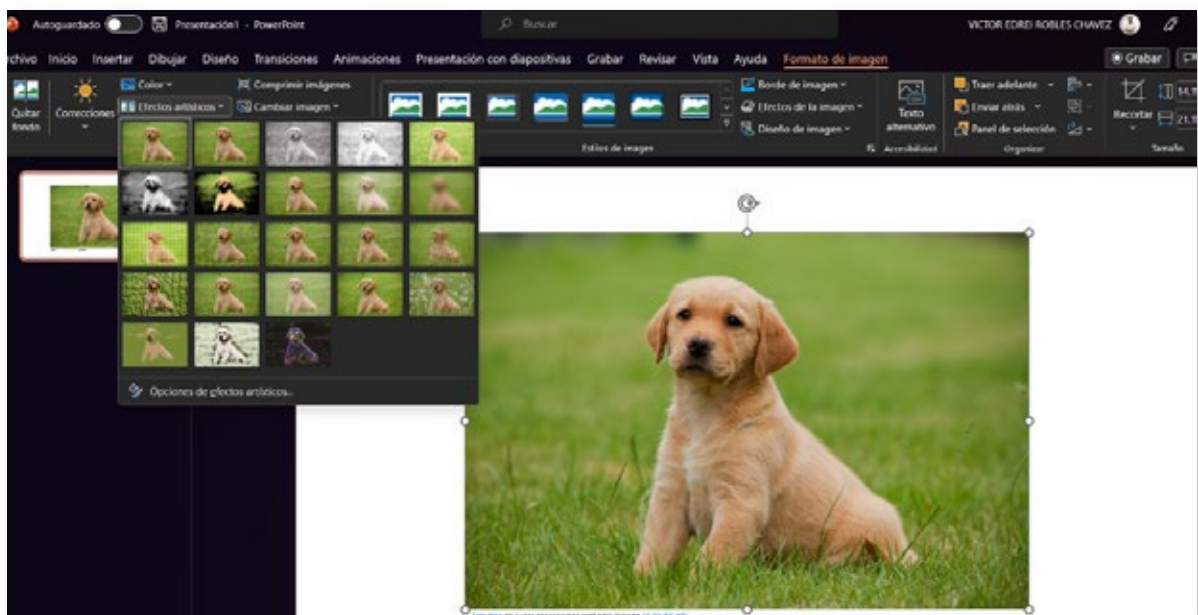 Autoguardado Presentación1 - PowerPoint Buscar VICTOR EDREI ROBLES CHAVEZ
rchivo Inicio Insertar Dibujar Diseño Transiciones Animaciones Presentación con diapositivas Grabar Revisar Vista Ayuda Formato de imagen Grabar
Quitar fondo
Correcciones
Color
Efectos artísticos
Comprimir imágenes
Cambiar imagen
Estilos de imagen
Borde de imagen
Efectos de la imagen
Diseño de imagen
Texto alternativo
Accesibilidad
Traer adelante
Enviar atrás
Panel de selección
Organizar
Recortar
Tamaño
Opciones de efectos artísticos...